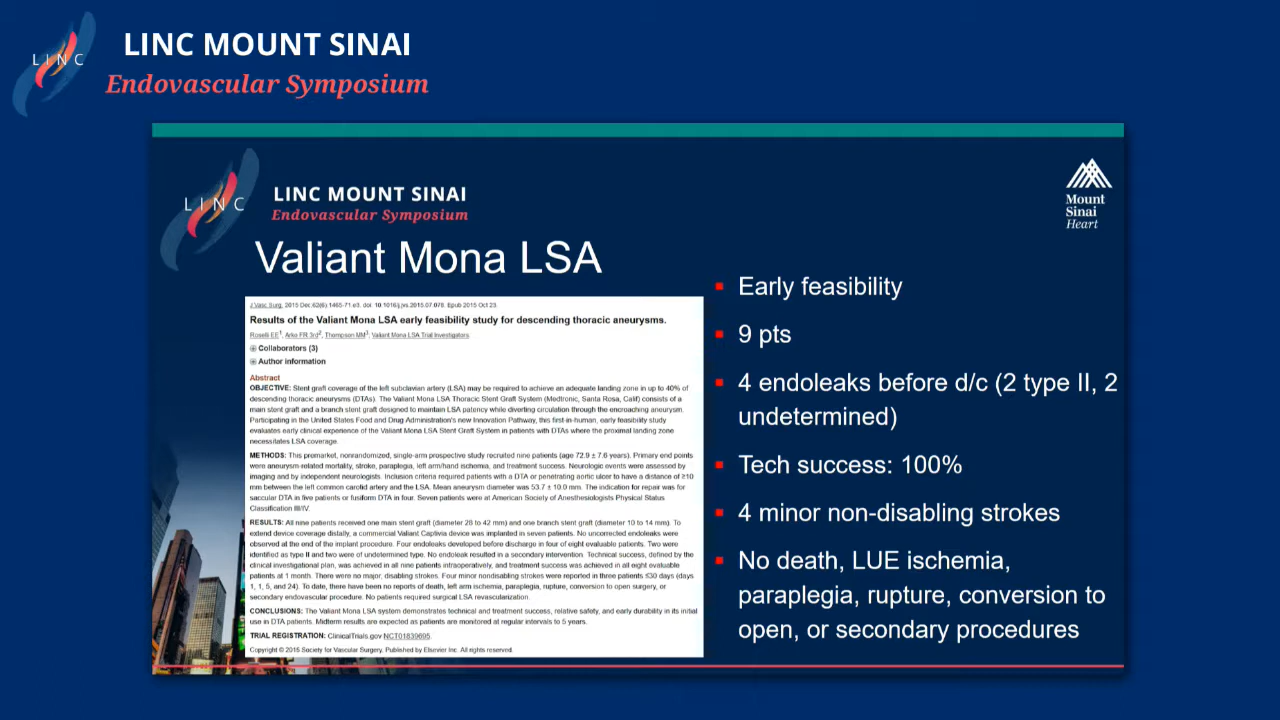 LINC
LINC MOUNT SINAI
Endovascular Symposium
LINC
LINC MOUNT SINAI
Endovascular Symposium
Mount
Sinai
Heart
Valiant Mona LSA
J Vasc Surg. 2015 Dec;62(6):1465-71.e3. doi: 10.1016/j.jvs.2015.07.078. Epub 2015 Oct 23.
Results of the Valiant Mona LSA early feasibility study for descending thoracic aneurysms.
Roselli EE1, Arko FR 3rd2, Thompson MM3; Valiant Mona LSA Trial Investigators
Collaborators (3)
Author information
Abstract
OBJECTIVE: Stent graft coverage of the left subclavian artery (LSA) may be required to achieve an adequate landing zone in up to 40% of
descending thoracic aneurysms (DTAs). The Valiant Mona LSA Thoracic Stent Graft System (Medtronic, Santa Rosa, Calif) consists of a
main stent graft and a branch stent graft designed to maintain LSA patency while diverting circulation through the encroaching aneurysm.
Participating in the United States Food and Drug Administration's new Innovation Pathway, this first-in-human, early feasibility study
evaluates early clinical experience of the Valiant Mona LSA Stent Graft System in patients with DTAs where the proximal landing zone
necessitates LSA coverage.
METHODS: This premarket, nonrandomized, single-arm prospective study recruited nine patients (age 72.9 ± 7.6 years). Primary end points
were aneurysm-related mortality, stroke, paraplegia, left arm/hand ischemia, and treatment success. Neurologic events were assessed by
imaging and by independent neurologists. Inclusion criteria required patients with a DTA or penetrating aortic ulcer to have a distance of ≥10
mm between the left common carotid artery and the LSA. Mean aneurysm diameter was 53.7 ± 10.0 mm. The indication for repair was for
saccular DTA in five patients or fusiform DTA in four. Seven patients were at American Society of Anesthesiologists Physical Status
Classification III/IV.
RESULTS: All nine patients received one main stent graft (diameter 26 to 42 mm) and one branch stent graft (diameter 10 to 14 mm). To
extend device coverage distally, a commercial Valiant Captivia device was implanted in seven patients. No uncorrected endoleaks were
observed at the end of the implant procedure. Four endoleaks developed before discharge in four of eight evaluable patients. Two were
identified as type II and two were of undetermined type. No endoleak resulted in a secondary intervention. Technical success, defined by the
clinical investigational plan, was achieved in all nine patients intraoperatively, and treatment success was achieved in all eight evaluable
patients at 1 month. There were no major, disabling strokes. Four minor nondisabling strokes were reported in three patients ≤30 days (days
1, 1, 5, and 24). To date, there have been no reports of death, left arm ischemia, paraplegia, rupture, conversion to open surgery, or
secondary endovascular procedure. No patients required surgical LSA revascularization.
CONCLUSIONS: The Valiant Mona LSA system demonstrates technical and treatment success, relative safety, and early durability in its initial
use in DTA patients. Midterm results are expected as patients are monitored at regular intervals to 5 years.
TRIAL REGISTRATION: ClinicalTrials.gov NCT01839695.
Copyright © 2015 Society for Vascular Surgery. Published by Elsevier Inc. All rights reserved.
Early feasibility
9 pts
4 endoleaks before d/c (2 type II, 2
undetermined)
Tech success: 100%
4 minor non-disabling strokes
No death, LUE ischemia,
paraplegia, rupture, conversion to
open, or secondary procedures